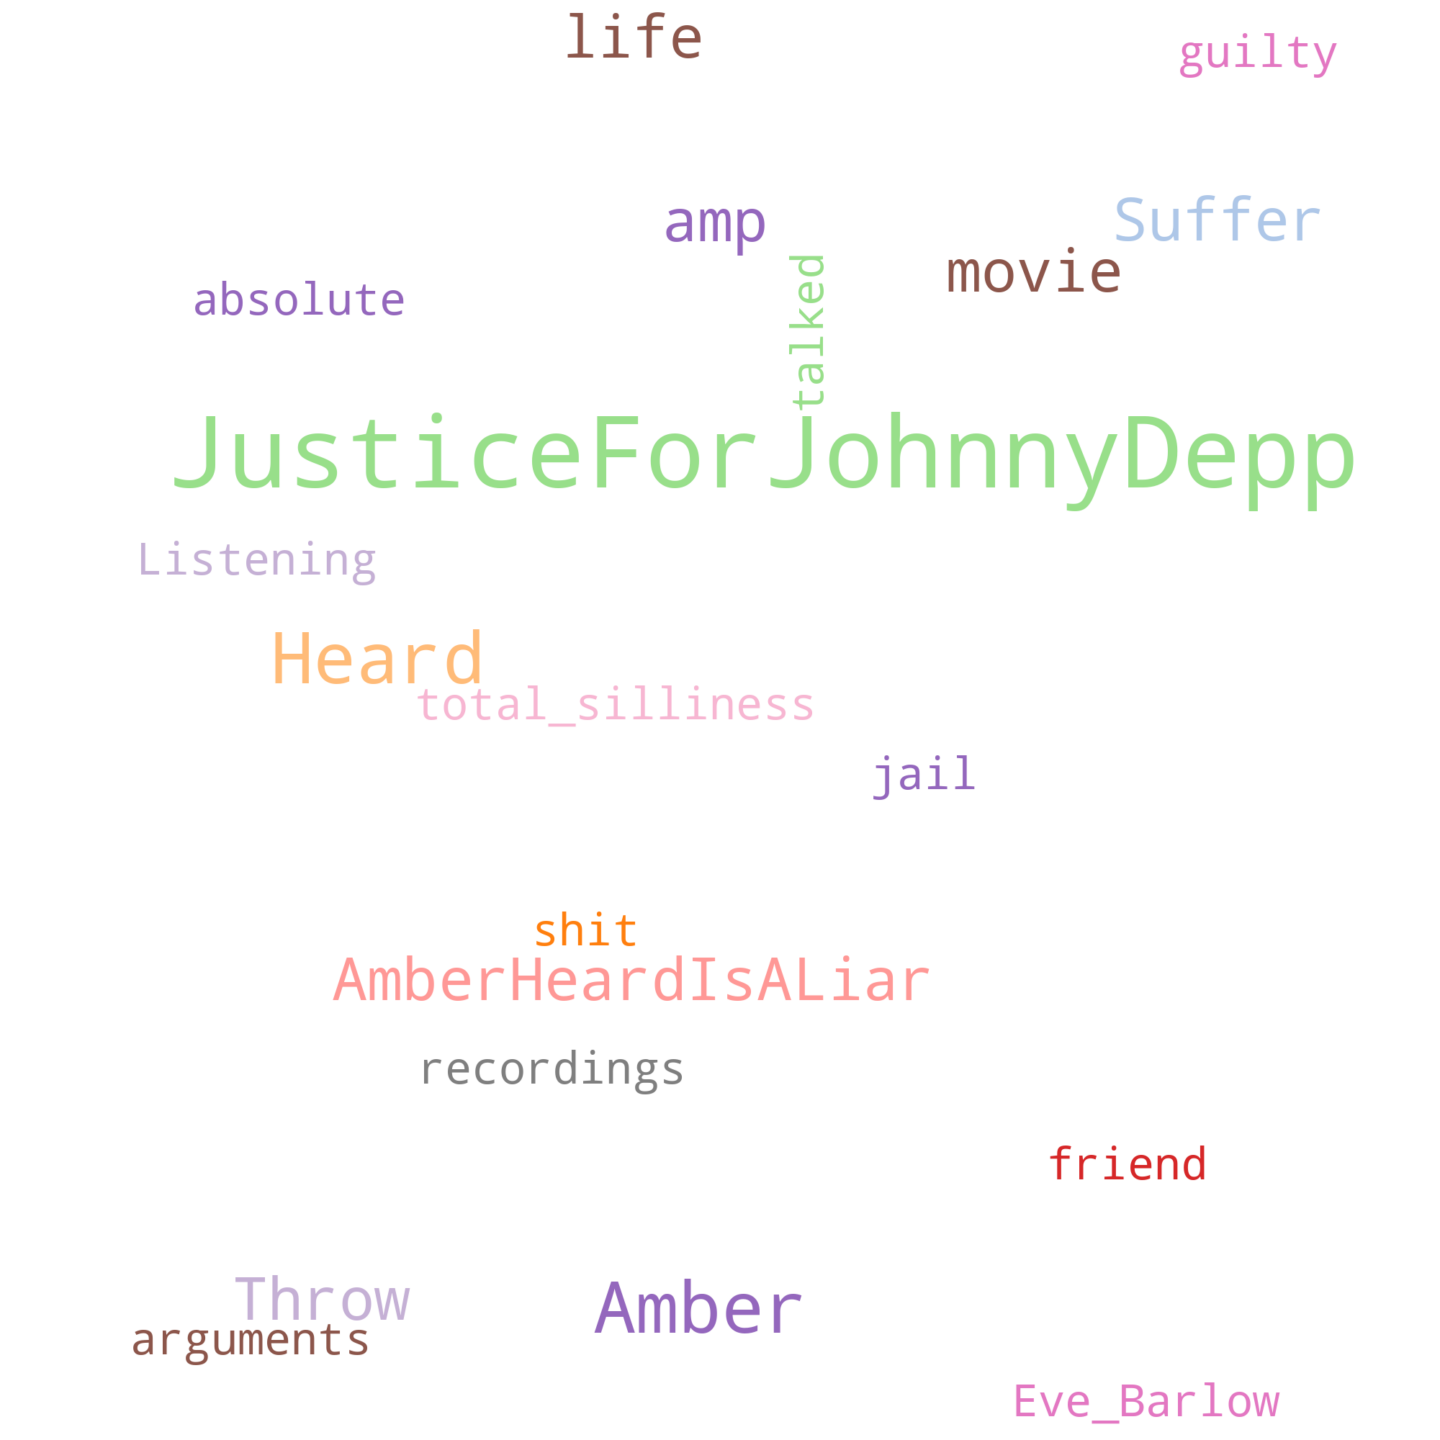 life
guilty
Suffer
amp
movie
absolute
talked
JusticeForJohnnyDepp
Listening
Heard
total_silliness
jail
shit
AmberHeardIsALiar
recordings
friend
Throw
Amber
arguments
Eve_Barlow